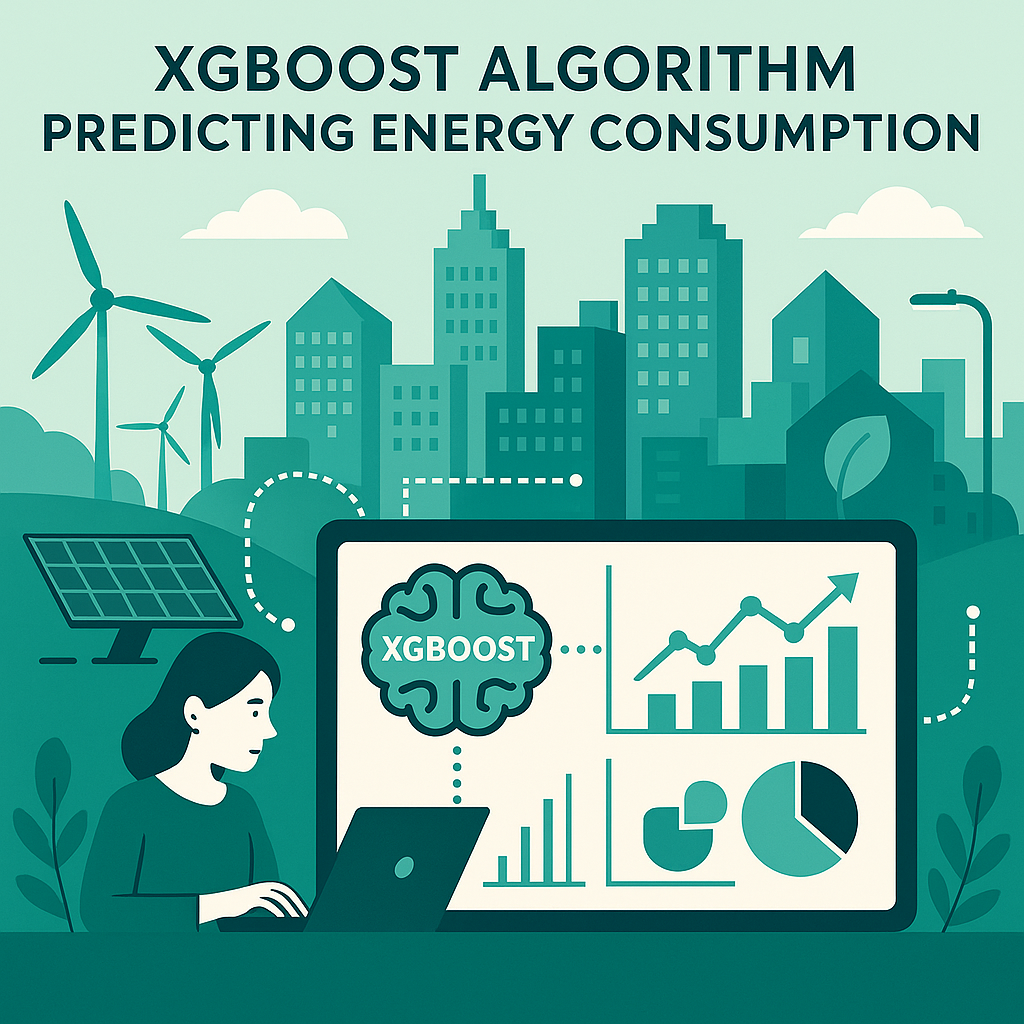 XGBOOST ALGORITHM
PREDICTING ENERGY CONSUMPTION
XGBOOST